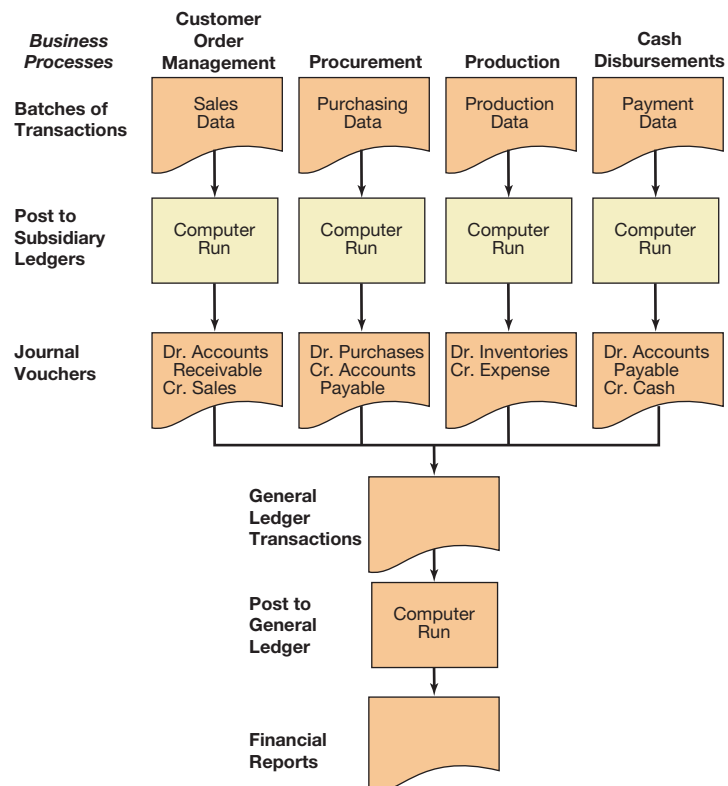 Business
Processes
Customer
Order
Management
Procurement
Production
Cash
Disbursements
Batches of
Transactions
Sales
Data
Purchasing
Data
Production
Data
Payment
Data
Post to
Subsidiary
Ledgers
Computer
Run
Computer
Run
Computer
Run
Computer
Run
Journal
Vouchers
Dr. Accounts
Receivable
Cr. Sales
Dr. Purchases
Cr. Accounts
Payable
Dr. Inventories
Cr. Expense
Dr. Accounts
Payable
Cr. Cash
General
Ledger
Transactions
Post to
General
Ledger
Computer
Run
Financial
Reports